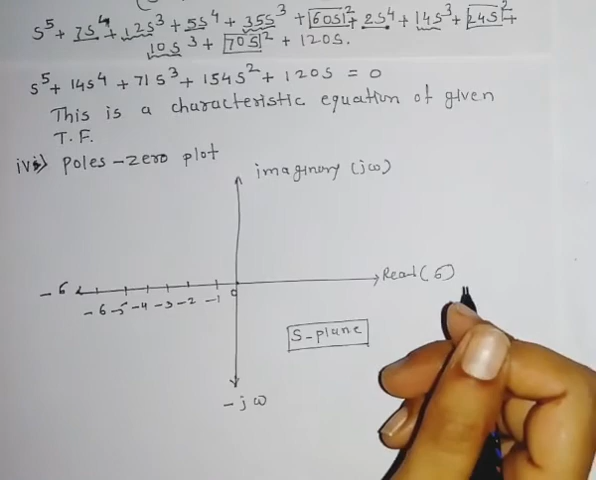 s⁵ + 7s⁴ + 12s³ + 5s⁴ + 35s³ + 60s² + 2s⁴ + 14s³ + 24s² +
10s³ + 70s² + 120s.
s⁵ + 14s⁴ + 71s³ + 154s² + 120s = 0
This is a characteristic equation of given
T.F.
Poles-zero plot
imaginary (jω)
Real (σ)
-σ
-6 -5 -4 -3 -2 -1 0
S-plane
-jω